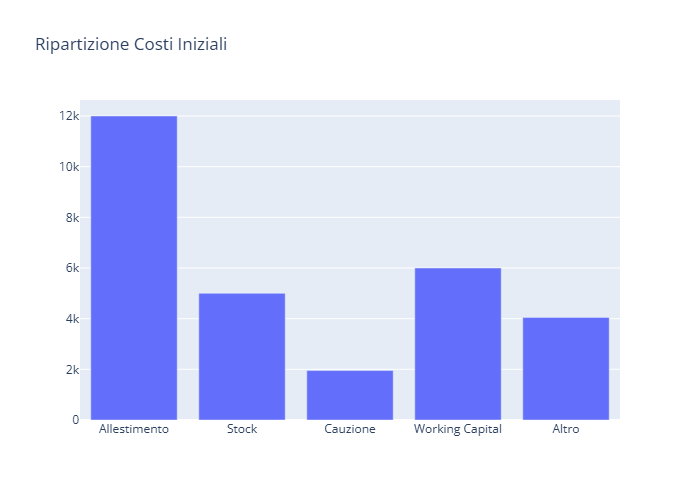 Ripartizione Costi Iniziali
12k
10k
8k
6k
4k
2k
0
Allestimento Stock Cauzione Working Capital Altro